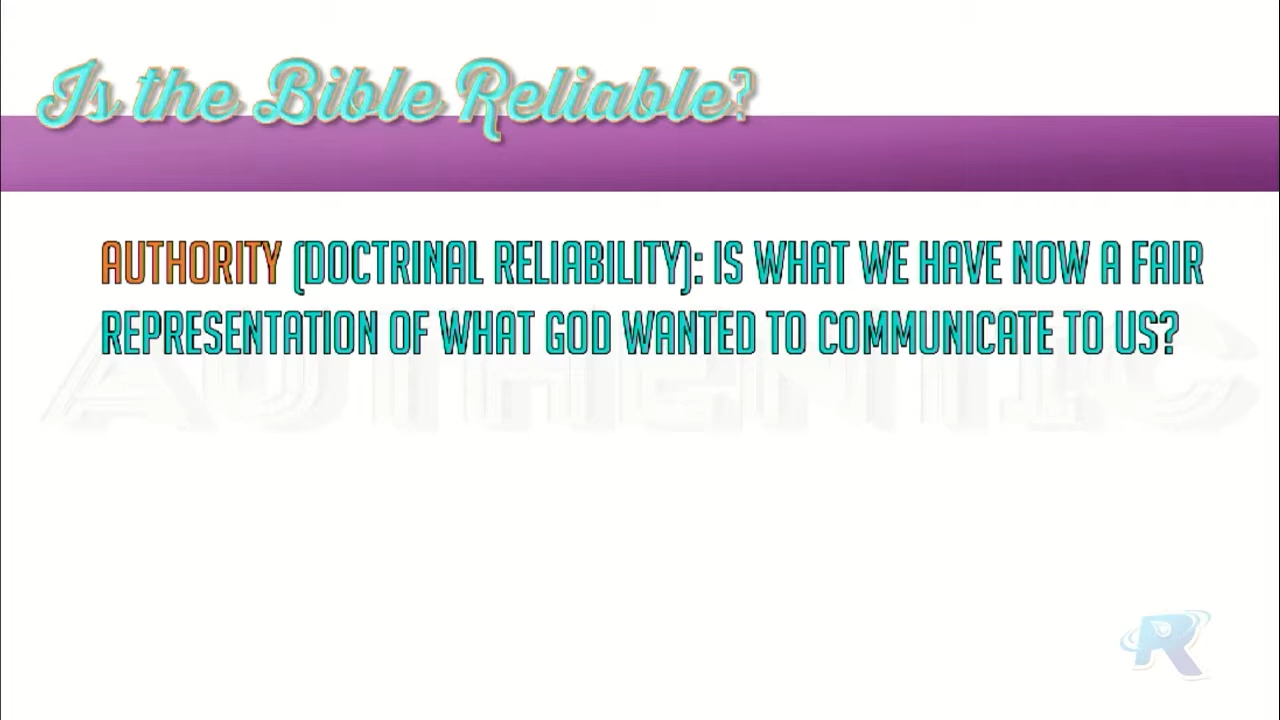 Is the Bible Reliable?
AUTHORITY (DOCTRINAL RELIABILITY): IS WHAT WE HAVE NOW A FAIR
REPRESENTATION OF WHAT GOD WANTED TO COMMUNICATE TO US?
AUTHENTIC
R